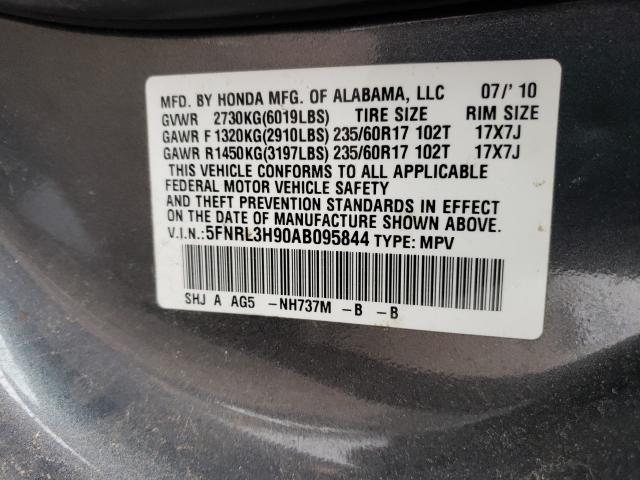 MFD. BY HONDA MFG. OF ALABAMA, LLC 07/'10
GVWR 2730KG(6019LBS) TIRE SIZE RIM SIZE
GAWR F 1320KG(2910LBS) 235/60R17 102T 17X7J
GAWR R1450KG(3197LBS) 235/60R17 102T 17X7J
THIS VEHICLE CONFORMS TO ALL APPLICABLE
FEDERAL MOTOR VEHICLE SAFETY
AND THEFT PREVENTION STANDARDS IN EFFECT
ON THE DATE OF MANUFACTURE SHOWN ABOVE.
V.I.N.:5FNRL3H90AB095844 TYPE: MPV
SHJ A AG5 -NH737M -B -B